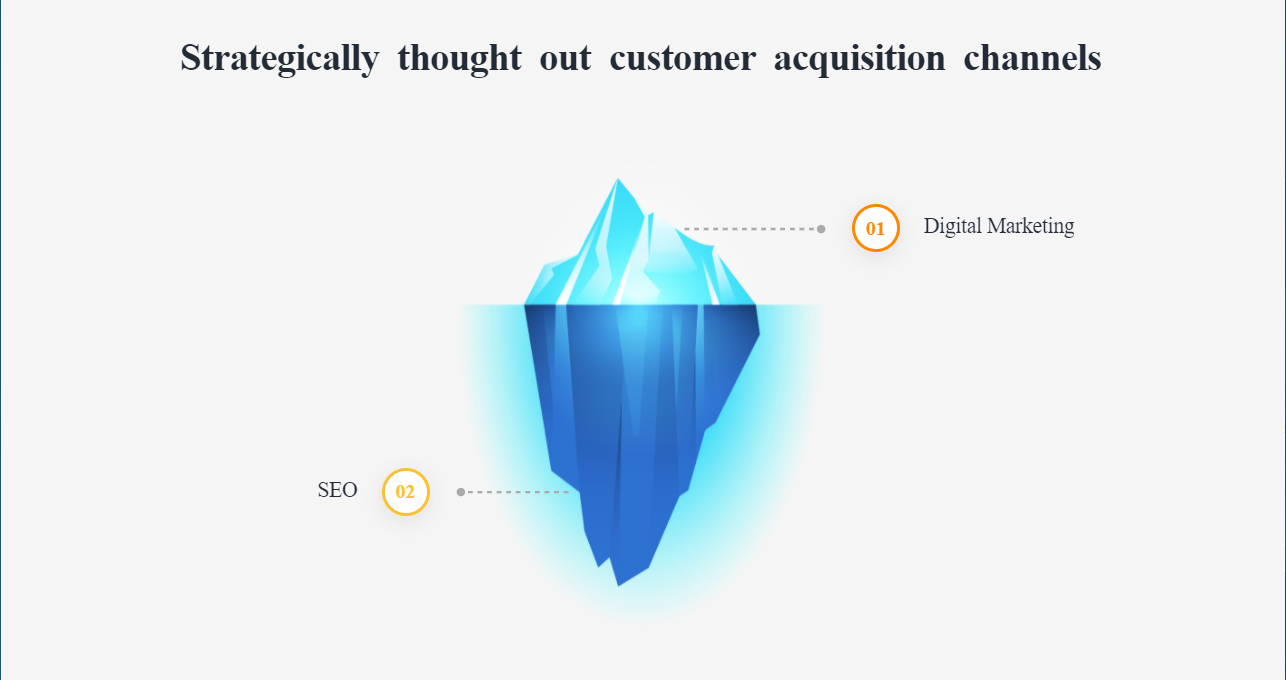 Strategically thought out customer acquisition channels
01 Digital Marketing
SEO 02